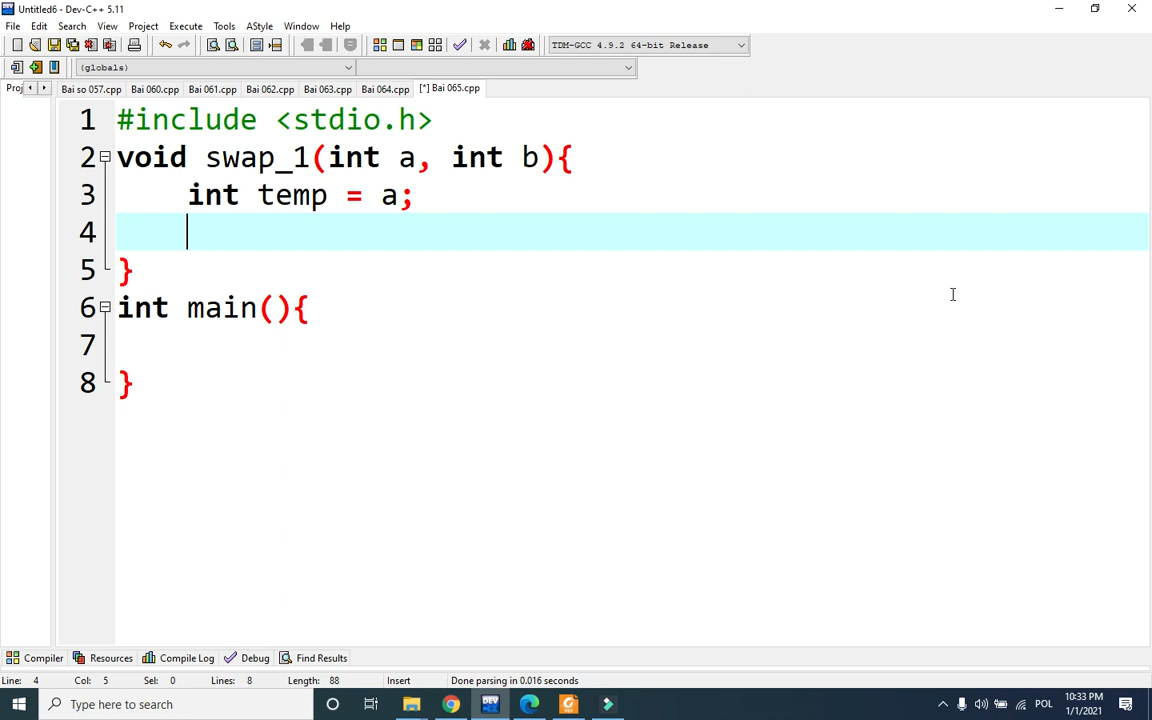 Untitled6 - Dev-C++ 5.11
File Edit Search View Project Execute Tools AStyle Window Help
TDM-GCC 4.9.2 64-bit Release
(globals)
Proj Bai so 057.cpp Bai 060.cpp Bai 061.cpp Bai 062.cpp Bai 063.cpp Bai 064.cpp [*] Bai 065.cpp
1 #include <stdio.h>
2 void swap_1(int a, int b){
3 int temp = a;
4
5 }
6 int main(){
7
8 }
Compiler Resources Compile Log Debug Find Results
Line: 4 Col: 5 Sel: 0 Lines: 8 Length: 88 Insert Done parsing in 0.016 seconds
Type here to search
DEV
POL
10:33 PM
1/1/2021